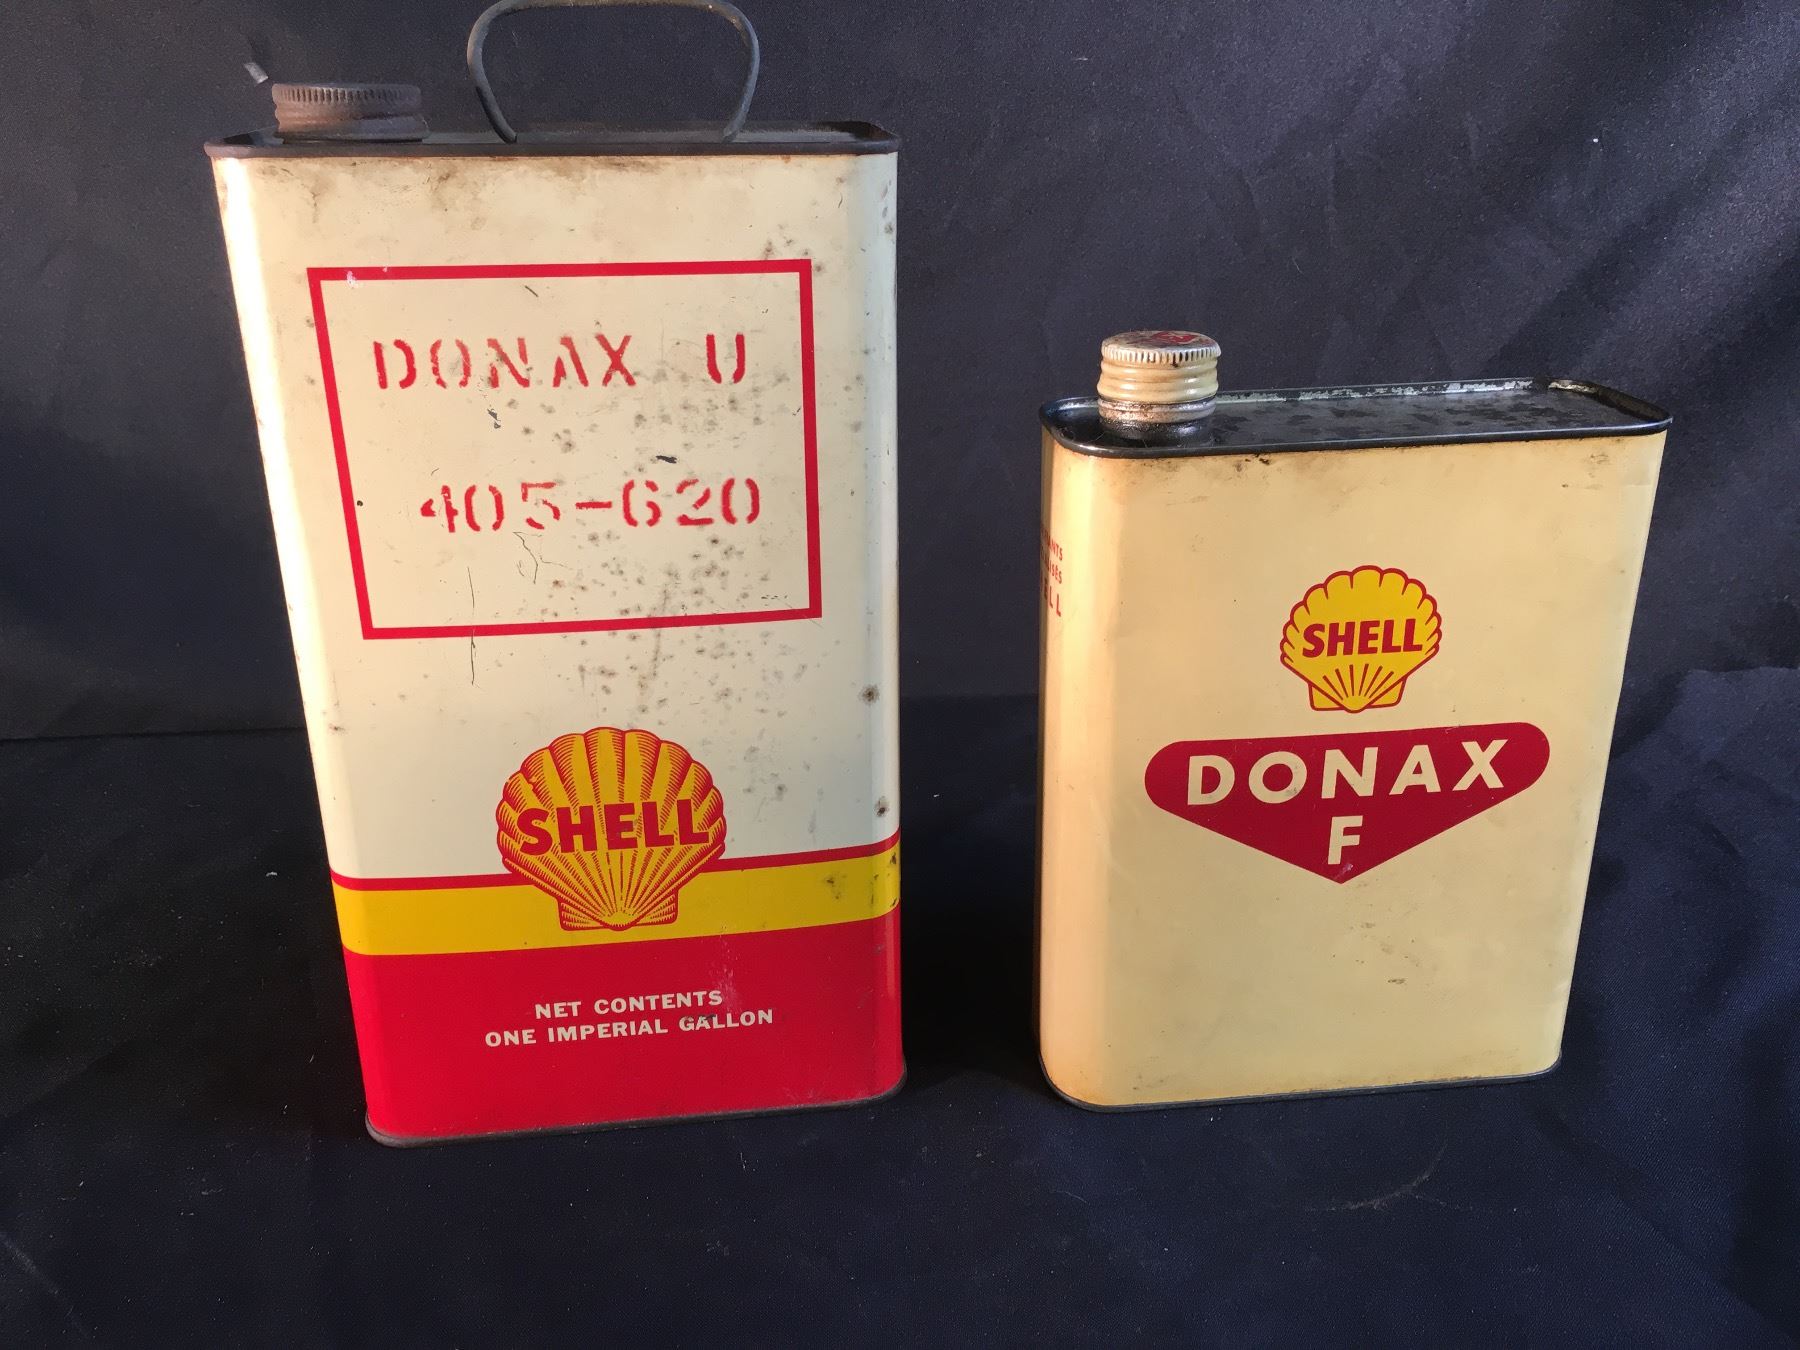 DONAX U
405-620
SHELL
NET CONTENTS
ONE IMPERIAL GALLON
SHELL
DONAX
F